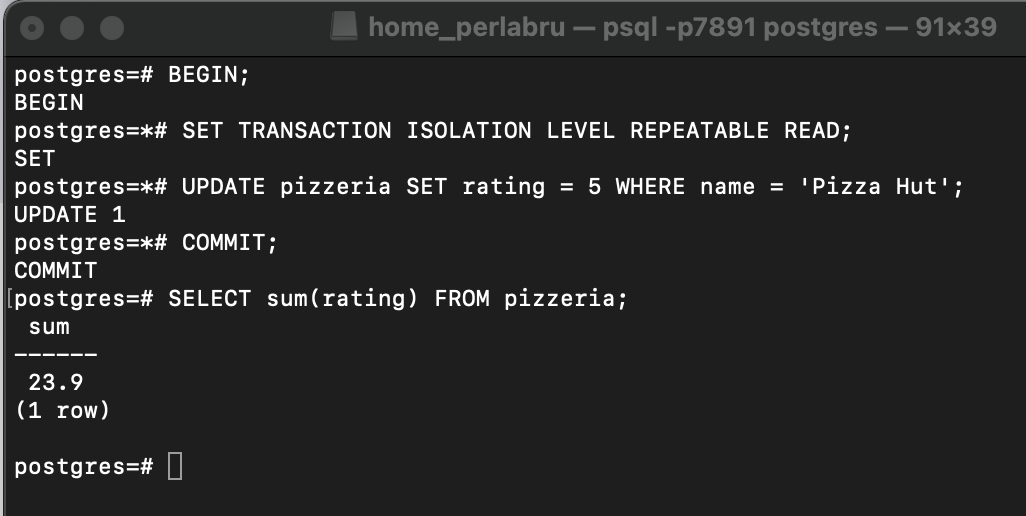 home_perlabru — psql -p7891 postgres — 91×39
postgres=# BEGIN;
BEGIN
postgres=*# SET TRANSACTION ISOLATION LEVEL REPEATABLE READ;
SET
postgres=*# UPDATE pizzeria SET rating = 5 WHERE name = 'Pizza Hut';
UPDATE 1
postgres=*# COMMIT;
COMMIT
[postgres=# SELECT sum(rating) FROM pizzeria;
sum
------
23.9
(1 row)
postgres=#